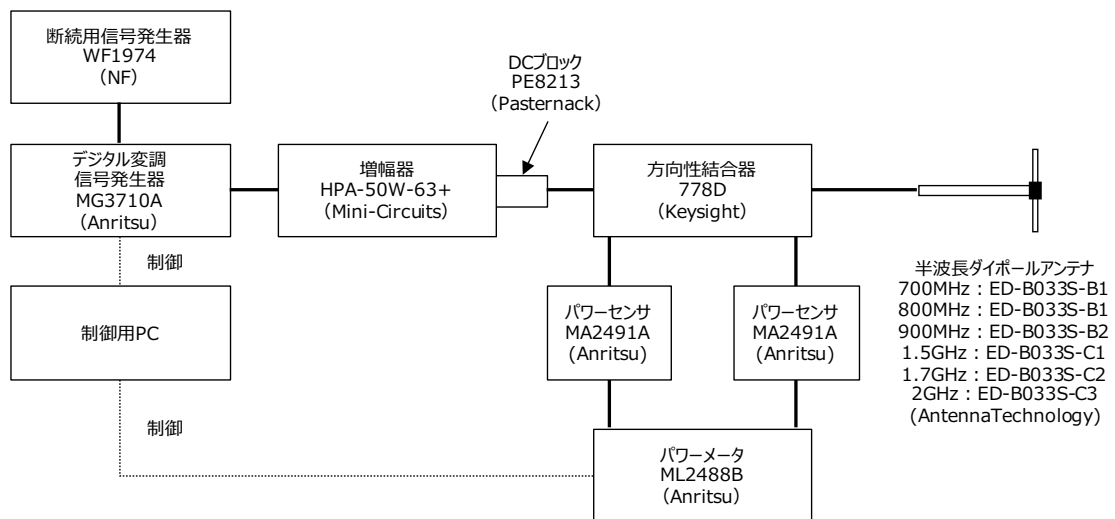 断続用信号発生器
WF1974
（NF）
DCブロック
PE8213
（Pasternack）
デジタル変調
信号発生器
MG3710A
（Anritsu）
増幅器
HPA-50W-63+
（Mini-Circuits）
方向性結合器
778D
（Keysight）
制御
制御用PC
パワーセンサ
MA2491A
（Anritsu）
パワーセンサ
MA2491A
（Anritsu）
半波長ダイポールアンテナ
700MHz：ED-B033S-B1
800MHz：ED-B033S-B1
900MHz：ED-B033S-B2
1.5GHz：ED-B033S-C1
1.7GHz：ED-B033S-C2
2GHz：ED-B033S-C3
(AntennaTechnology)
制御
パワーメータ
ML2488B
（Anritsu）